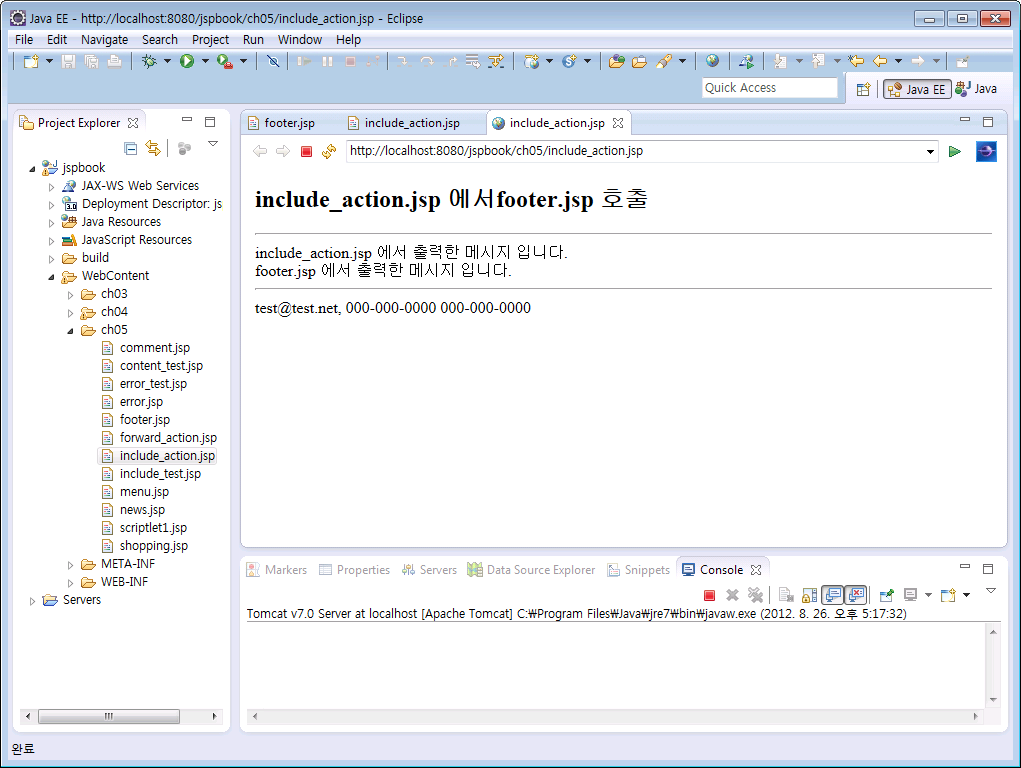 Java EE - http://localhost:8080/jspbook/ch05/include_action.jsp - Eclipse
File Edit Navigate Search Project Run Window Help
Quick Access
Java EE Java
Project Explorer
jspbook
JAX-WS Web Services
3.0 Deployment Descriptor: js
Java Resources
JavaScript Resources
build
WebContent
ch03
ch04
ch05
comment.jsp
content_test.jsp
error_test.jsp
error.jsp
footer.jsp
forward_action.jsp
include_action.jsp
include_test.jsp
menu.jsp
news.jsp
scriptlet1.jsp
shopping.jsp
META-INF
WEB-INF
Servers
footer.jsp include_action.jsp include_action.jsp
http://localhost:8080/jspbook/ch05/include_action.jsp
include_action.jsp 에서footer.jsp 호출
include_action.jsp 에서 출력한 메시지 입니다.
footer.jsp 에서 출력한 메시지 입니다.
test@test.net, 000-000-0000 000-000-0000
Markers Properties Servers Data Source Explorer Snippets Console
Tomcat v7.0 Server at localhost [Apache Tomcat] C:₩Program Files₩Java₩jre7₩bin₩javaw.exe (2012. 8. 26. 오후 5:17:32)
완료